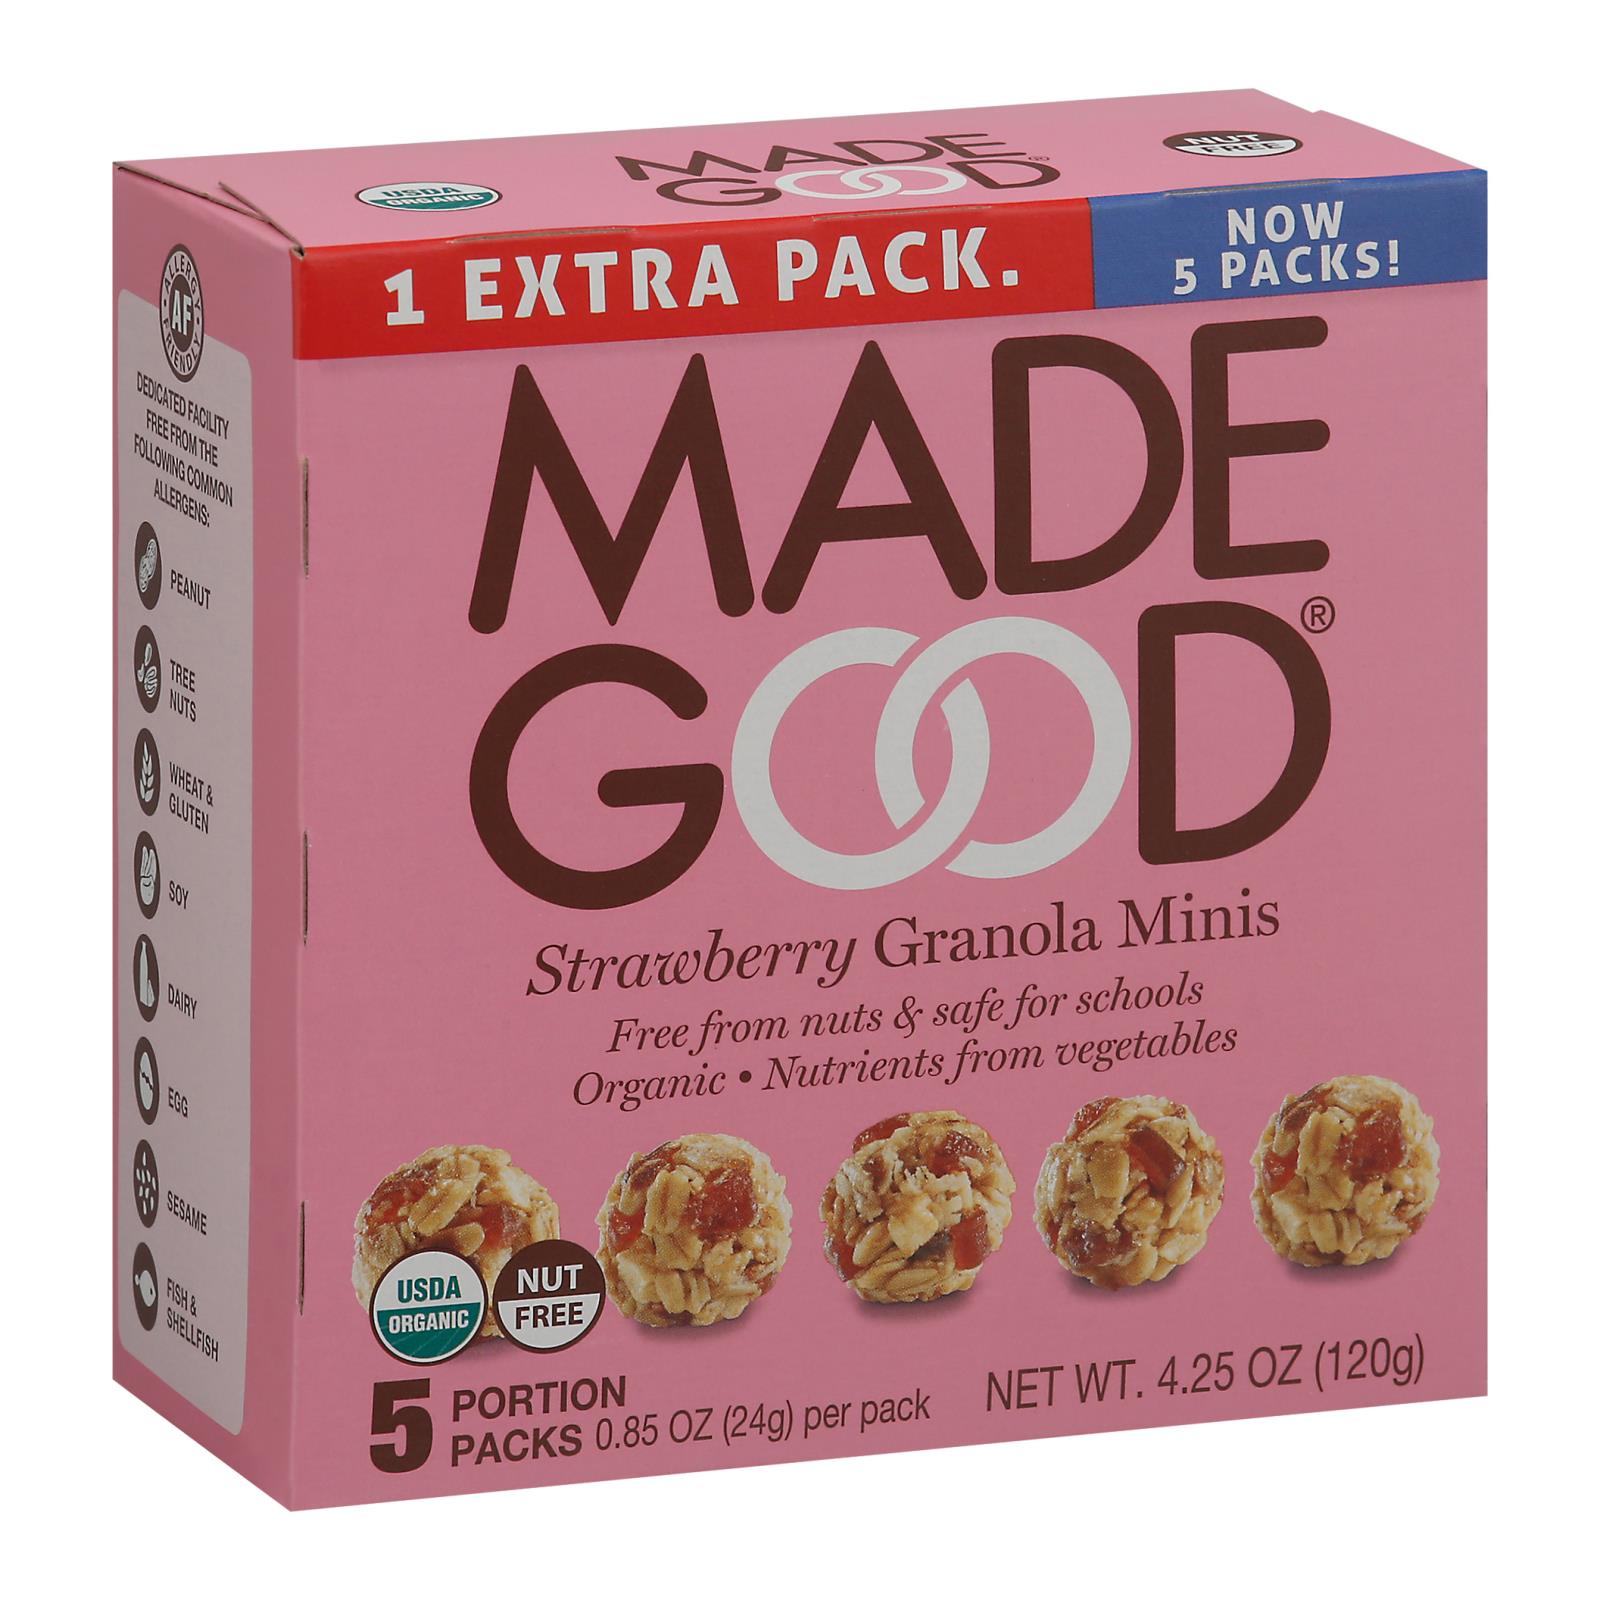 MADE
GOOD®
USDA
ORGANIC
NUT
FREE
1 EXTRA PACK.
NOW
5 PACKS!
MADE
GOOD®
Strawberry Granola Minis
Free from nuts & safe for schools
Organic • Nutrients from vegetables
USDA
ORGANIC
NUT
FREE
5 PORTION
PACKS 0.85 OZ (24g) per pack
NET WT. 4.25 OZ (120g)
ALLERGY
AF
FRIENDLY
DEDICATED FACILITY
FREE FROM THE
FOLLOWING COMMON
ALLERGENS:
PEANUT
TREE
NUTS
WHEAT &
GLUTEN
SOY
DAIRY
EGG
SESAME
FISH &
SHELLFISH